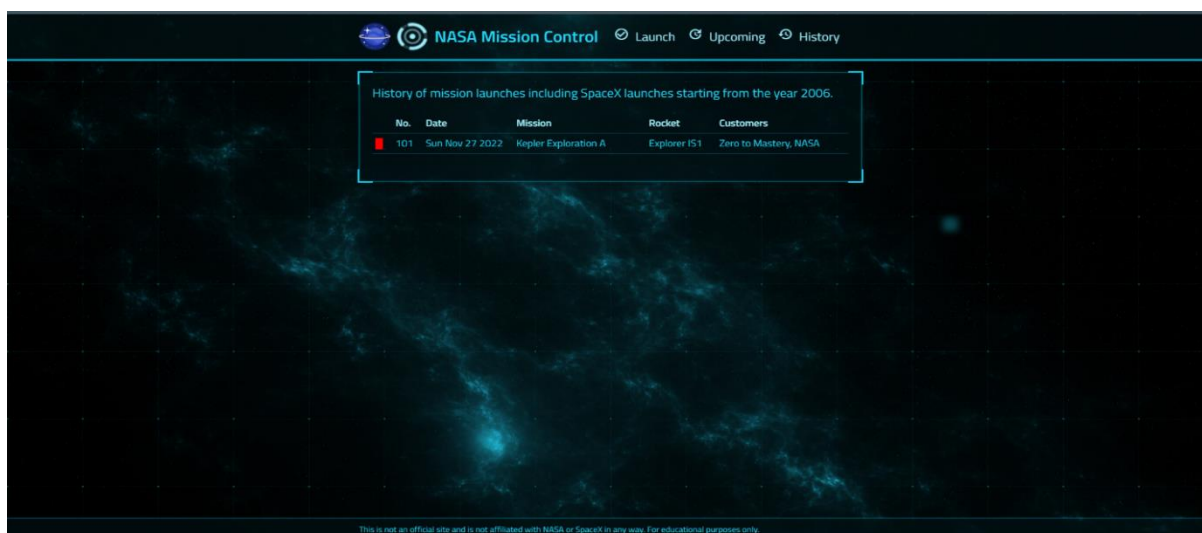 NASA Mission Control Launch Upcoming History
History of mission launches including SpaceX launches starting from the year 2006.
No. Date Mission Rocket Customers
101 Sun Nov 27 2022 Kepler Exploration A Explorer IS1 Zero to Mastery, NASA
This is not an official site and is not affiliated with NASA or SpaceX in any way. For educational purposes only.